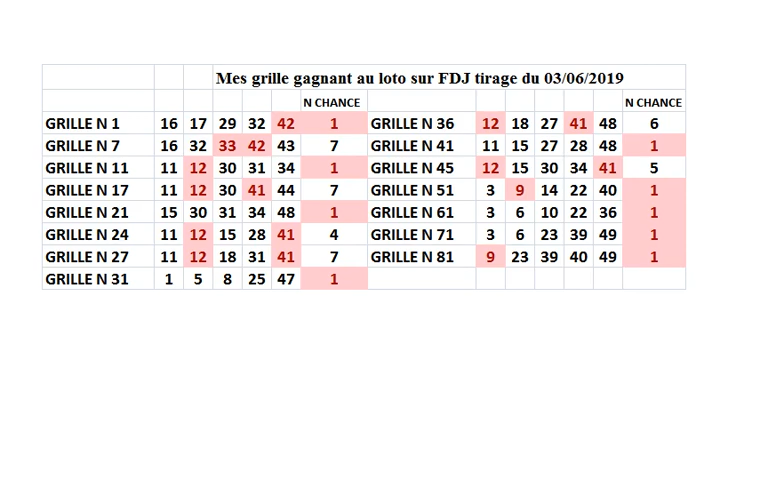 Mes grille gagnant au loto sur FDJ tirage du 03/06/2019
N CHANCE N CHANCE
GRILLE N 1 16 17 29 32 42 1 GRILLE N 36 12 18 27 41 48 6
GRILLE N 7 16 32 33 42 43 7 GRILLE N 41 11 15 27 28 48 1
GRILLE N 11 11 12 30 31 34 1 GRILLE N 45 12 15 30 34 41 5
GRILLE N 17 11 12 30 41 44 7 GRILLE N 51 3 9 14 22 40 1
GRILLE N 21 15 30 31 34 48 1 GRILLE N 61 3 6 10 22 36 1
GRILLE N 24 11 12 15 28 41 4 GRILLE N 71 3 6 23 39 49 1
GRILLE N 27 11 12 18 31 41 7 GRILLE N 81 9 23 39 40 49 1
GRILLE N 31 1 5 8 25 47 1